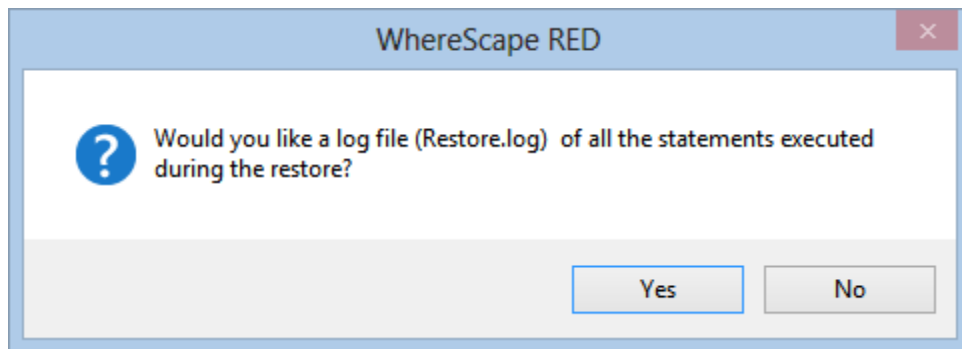 WhereScape RED
Would you like a log file (Restore.log)  of all the statements executed
during the restore?
Yes
No